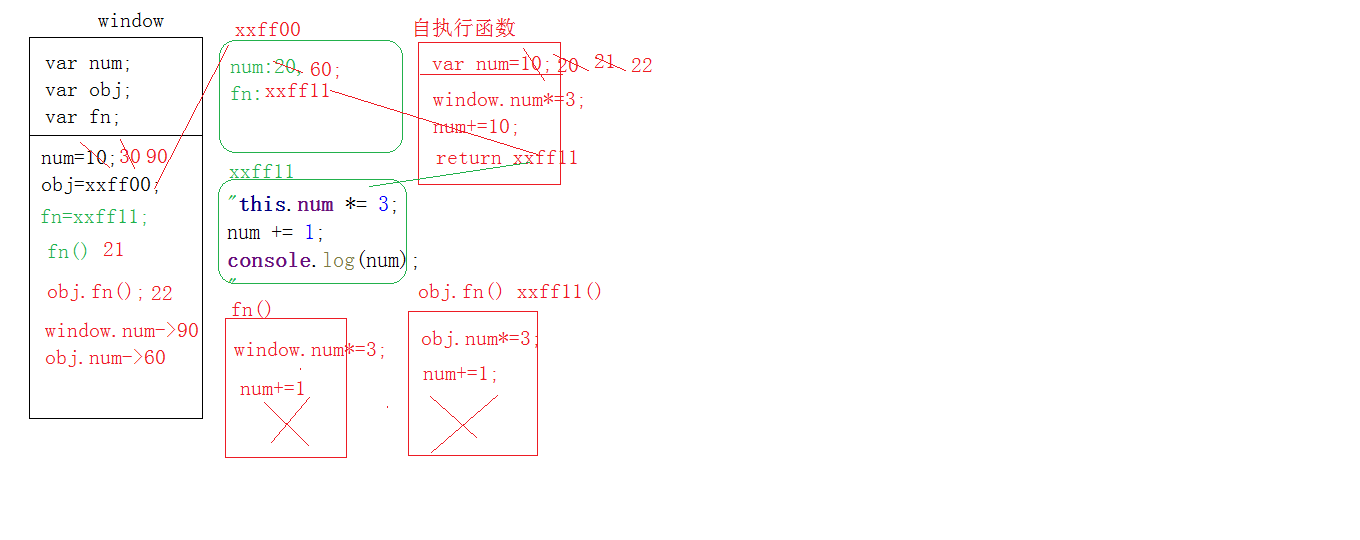 window
var num;
var obj;
var fn;
num=10;30 90
obj=xxff00;
fn=xxff11;
fn() 21
obj.fn(); 22
window.num->90
obj.num->60
xxff00
num:20, 60;
fn:xxff11
xxff11
"this.num *= 3;
num += 1;
console.log(num);
"
fn()
window.num*=3;
num+=1
自执行函数
var num=10; 20 21 22
window.num*=3;
num+=10;
return xxff11
obj.fn() xxff11()
obj.num*=3;
num+=1;